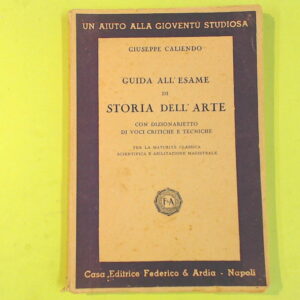 UN AIUTO ALLA GIOVENTU STUDIOSA
GIUSEPPE CALIENDO
GUIDA ALL'ESAME
DI
STORIA DELL'ARTE
CON DIZIONARIETTO
DI VOCI CRITICHE E TECNICHE
PER LA MATURITÀ CLASSICA
SCIENTIFICA E ABILITAZIONE MAGISTRALE
F&A
Casa Editrice Federico & Ardia - Napoli